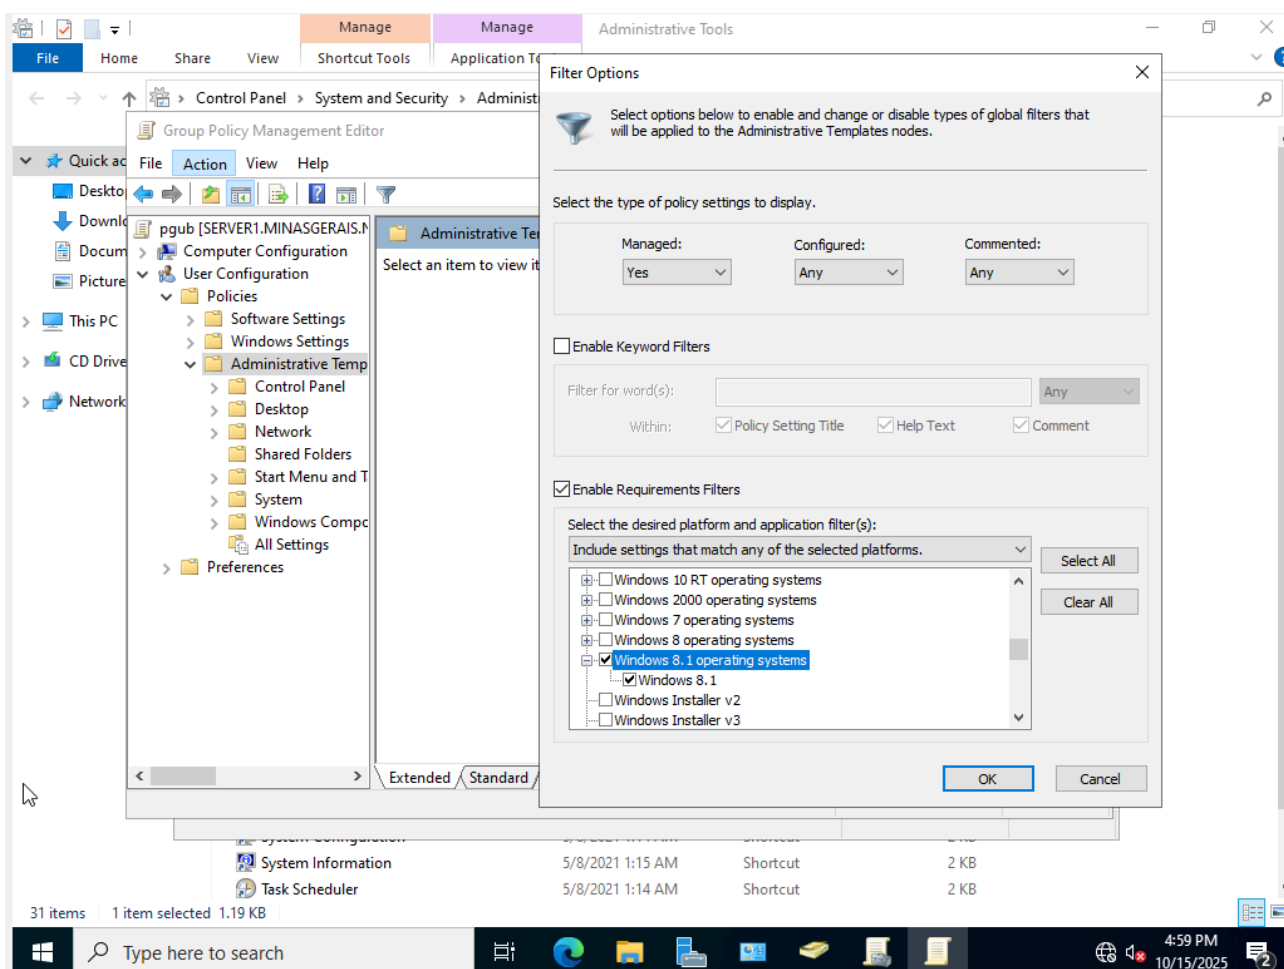 Manage
Manage
Administrative Tools
File
Home
Share
View
Shortcut Tools
Application
Control Panel > System and Security >
Filter Options
Select options below to enable and change or disable types of global filters that
will be applied to the Administrative Templates nodes.
Group Policy Management Editor
File
Action
View
Help
Quick
Select the type of policy settings to display.
pgub [SERVER1.MINASGERAIS.
Administrative
Computer Configuration
Select an item to view
User Configuration
Managed:
Configured:
Commented:
Yes
Any
Any
Policies
This PC
Software Settings
Windows Settings
CD Drive
Administrative
Enable Keyword Filters
Control Panel
Filter for word(s):
Any
Network
Desktop
Within:
Policy Setting Title
Help Text
Comment
Network
Shared Folders
Start Menu and
System
Enable Requirements Filters
Windows
All Settings
Select the desired platform and application filter(s):
Preferences
Include settings that match any of the selected platforms.
Select All
Windows 10 RT operating systems
Windows 2000 operating systems
Clear All
Windows 7 operating systems
Windows 8 operating systems
Windows 8.1 operating systems
Windows 8.1
Windows Installer v2
Windows Installer v3
Extended
Standard
OK
Cancel
System Information
5/8/2021 1:15 AM
Shortcut
2 KB
Task Scheduler
5/8/2021 1:14 AM
Shortcut
2 KB
31 items
1 item selected 1.19 KB
Type here to search
4:59 PM
10/15/2025
2